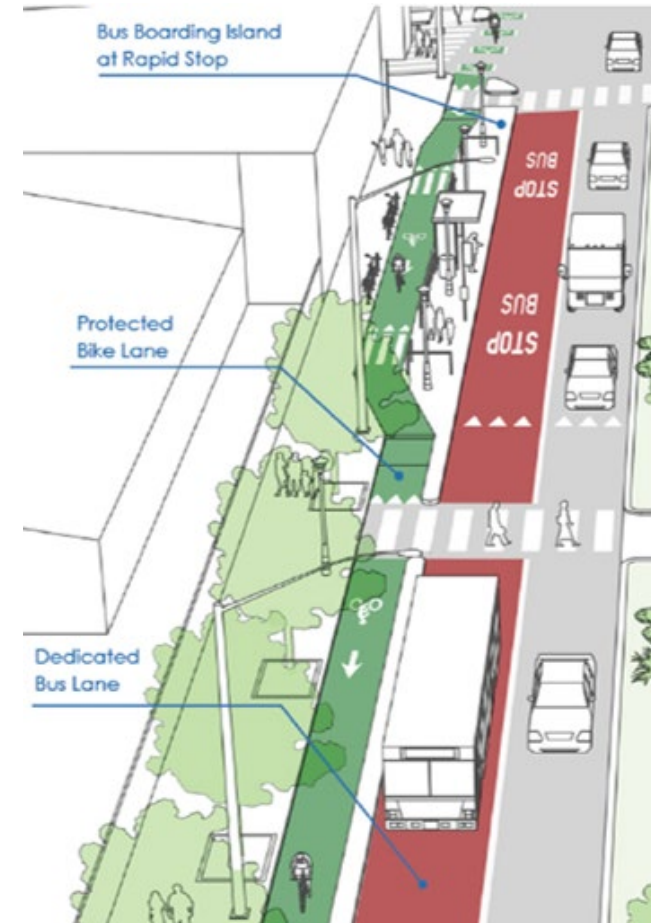 Bus Boarding Island
at Rapid Stop
BUS
STOP
BUS
STOP
Protected
Bike Lane
Dedicated
Bus Lane